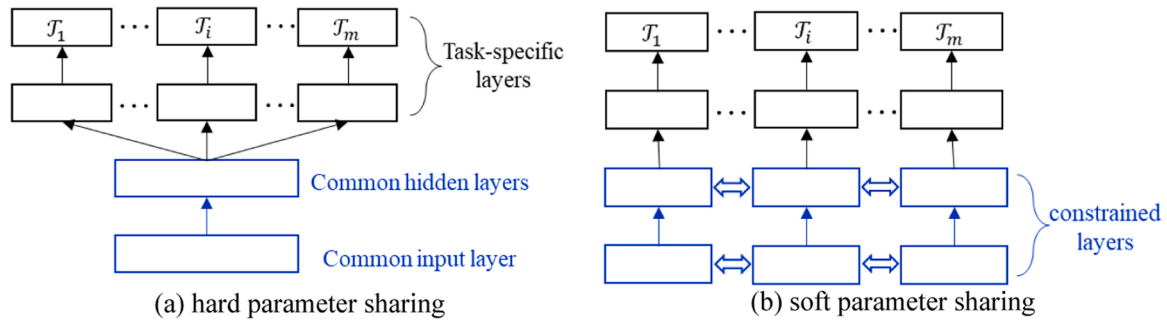 𝒯1 ··· 𝒯i ··· 𝒯m
Task-specific
layers
··· ···
Common hidden layers
Common input layer
(a) hard parameter sharing
𝒯1 ··· 𝒯i ··· 𝒯m
··· ···
constrained
layers
(b) soft parameter sharing